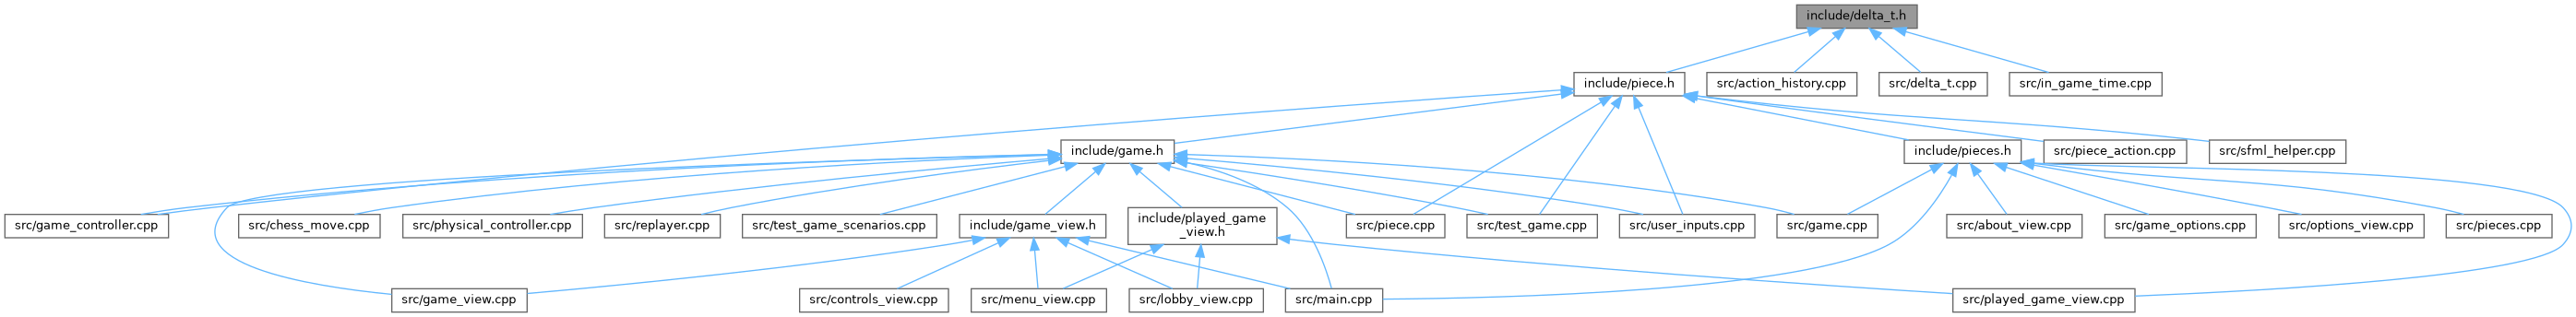 include/delta_t.h
include/piece.h
src/action_history.cpp
src/delta_t.cpp
src/in_game_time.cpp
include/game.h
include/pieces.h
src/piece_action.cpp
src/sfml_helper.cpp
src/game_controller.cpp
src/chess_move.cpp
src/physical_controller.cpp
src/replayer.cpp
src/test_game_scenarios.cpp
include/game_view.h
include/played_game
_view.h
src/piece.cpp
src/test_game.cpp
src/user_inputs.cpp
src/game.cpp
src/about_view.cpp
src/game_options.cpp
src/options_view.cpp
src/pieces.cpp
src/game_view.cpp
src/controls_view.cpp
src/menu_view.cpp
src/lobby_view.cpp
src/main.cpp
src/played_game_view.cpp